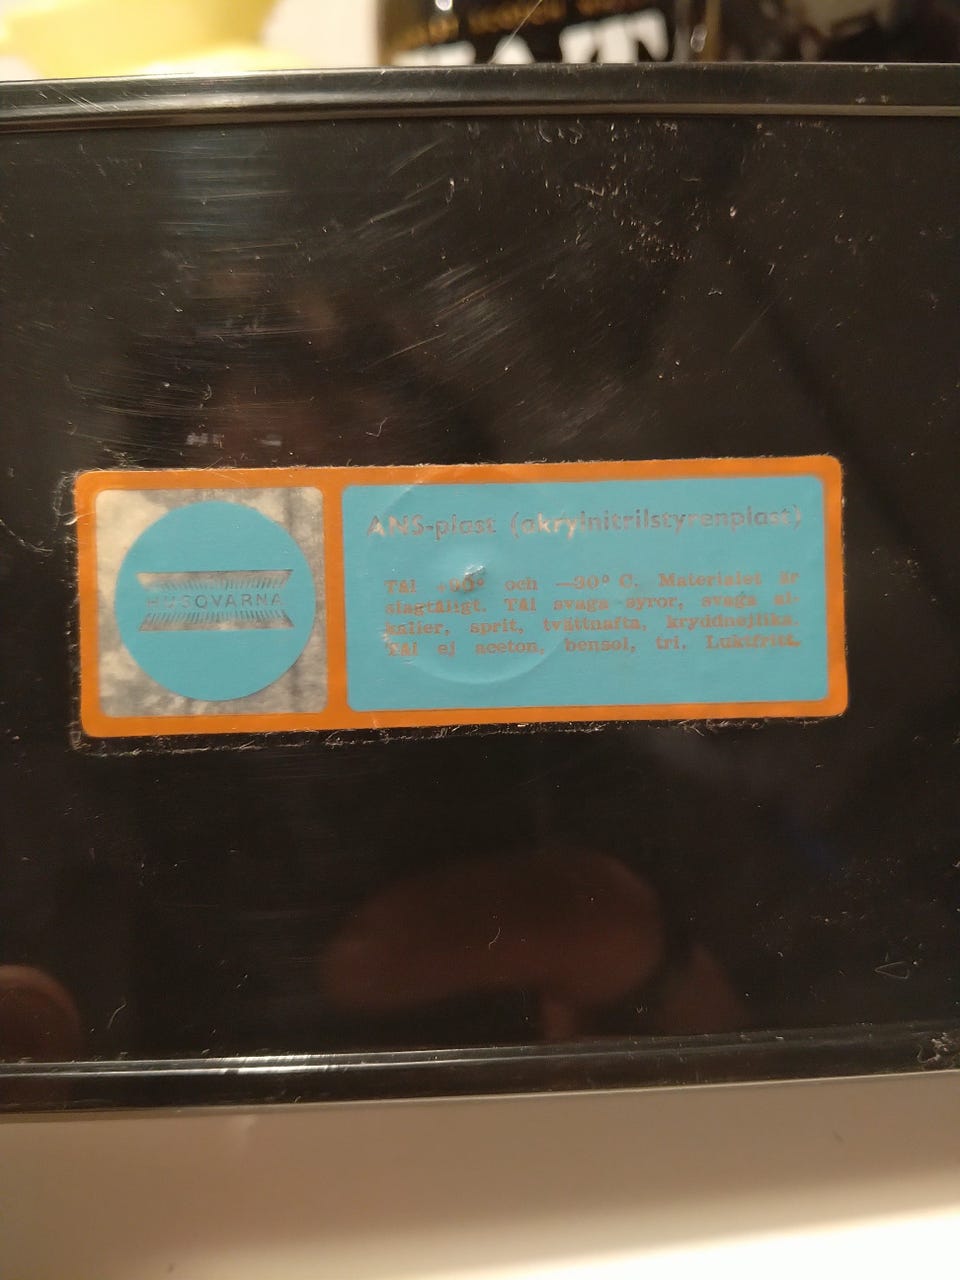 HUSQVARNA
ANS-plast (akrylnitrilstyrenplast)
Tål +90° och —30° C. Materialet är
slagtåligt. Tål svaga syror, svaga al-
kalier, sprit, tvättnafta, kryddnejlika.
Tål ej aceton, bensol, tri. Luktfritt.